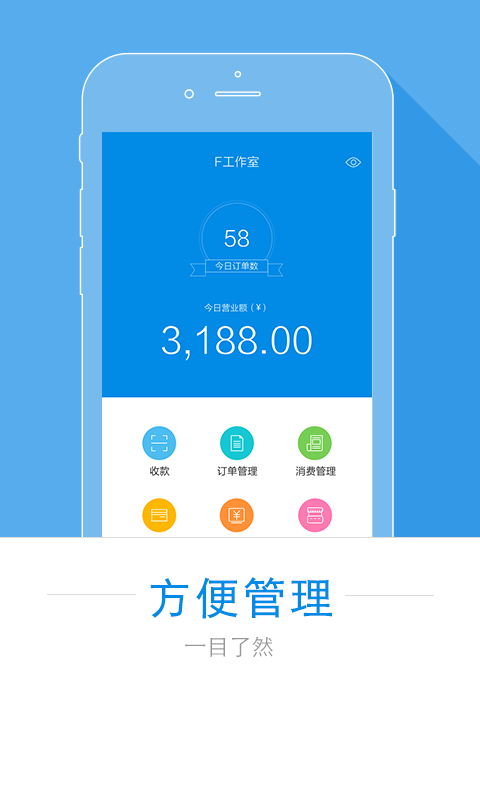 F工作室
58
今日订单数
今日营业额（¥）
3,188.00
收款 订单管理 消费管理
方便管理
一目了然